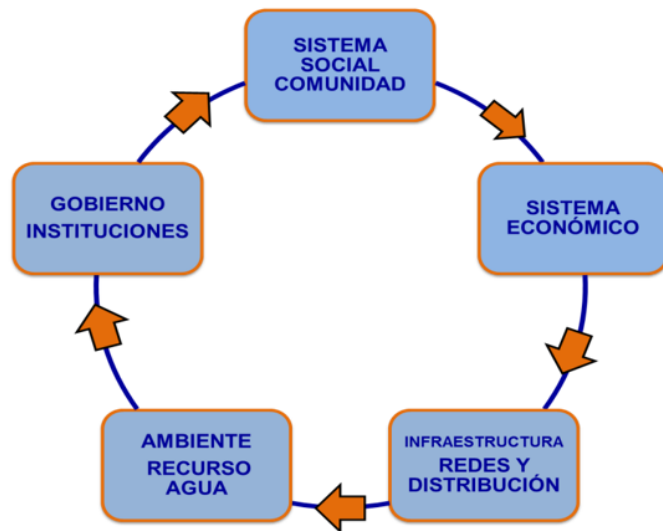 SISTEMA
SOCIAL
COMUNIDAD
SISTEMA
ECONÓMICO
INFRAESTRUCTURA
REDES Y
DISTRIBUCIÓN
AMBIENTE
RECURSO
AGUA
GOBIERNO
INSTITUCIONES